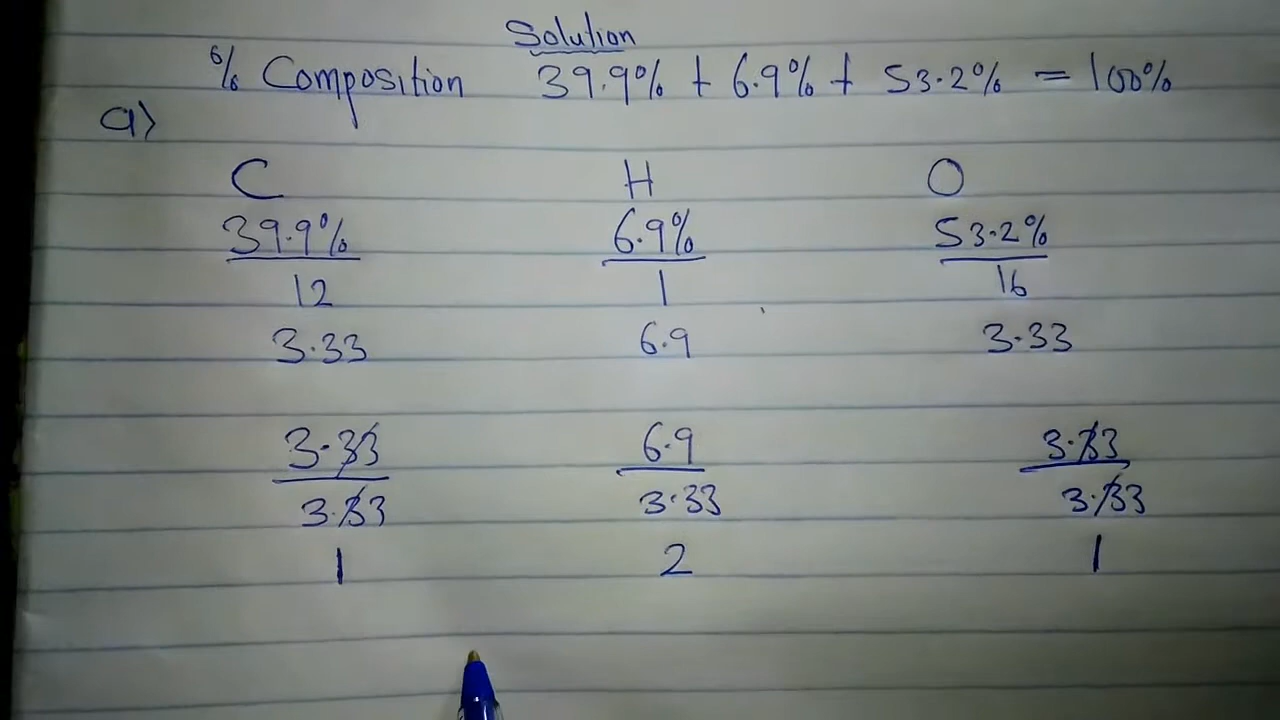 Solution
% Composition 39.9% + 6.9% + 53.2% = 100%
a)
C H O
39.9% 6.9% 53.2%
12 1 16
3.33 6.9 3.33
3.33 6.9 3.33
3.33 3.33 3.33
1 2 1